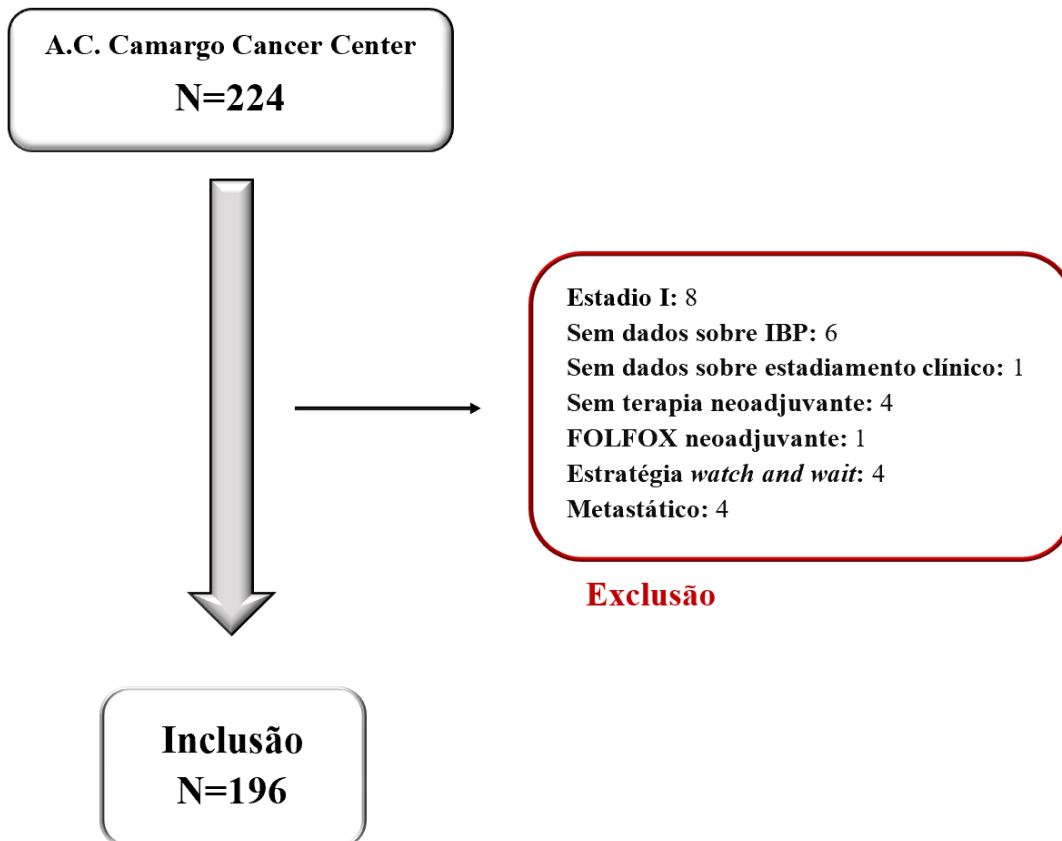 A.C. Camargo Cancer Center
N=224
Estadio I: 8
Sem dados sobre IBP: 6
Sem dados sobre estadiamento clínico: 1
Sem terapia neoadjuvante: 4
FOLFOX neoadjuvante: 1
Estratégia watch and wait: 4
Metastático: 4
Exclusão
Inclusão
N=196